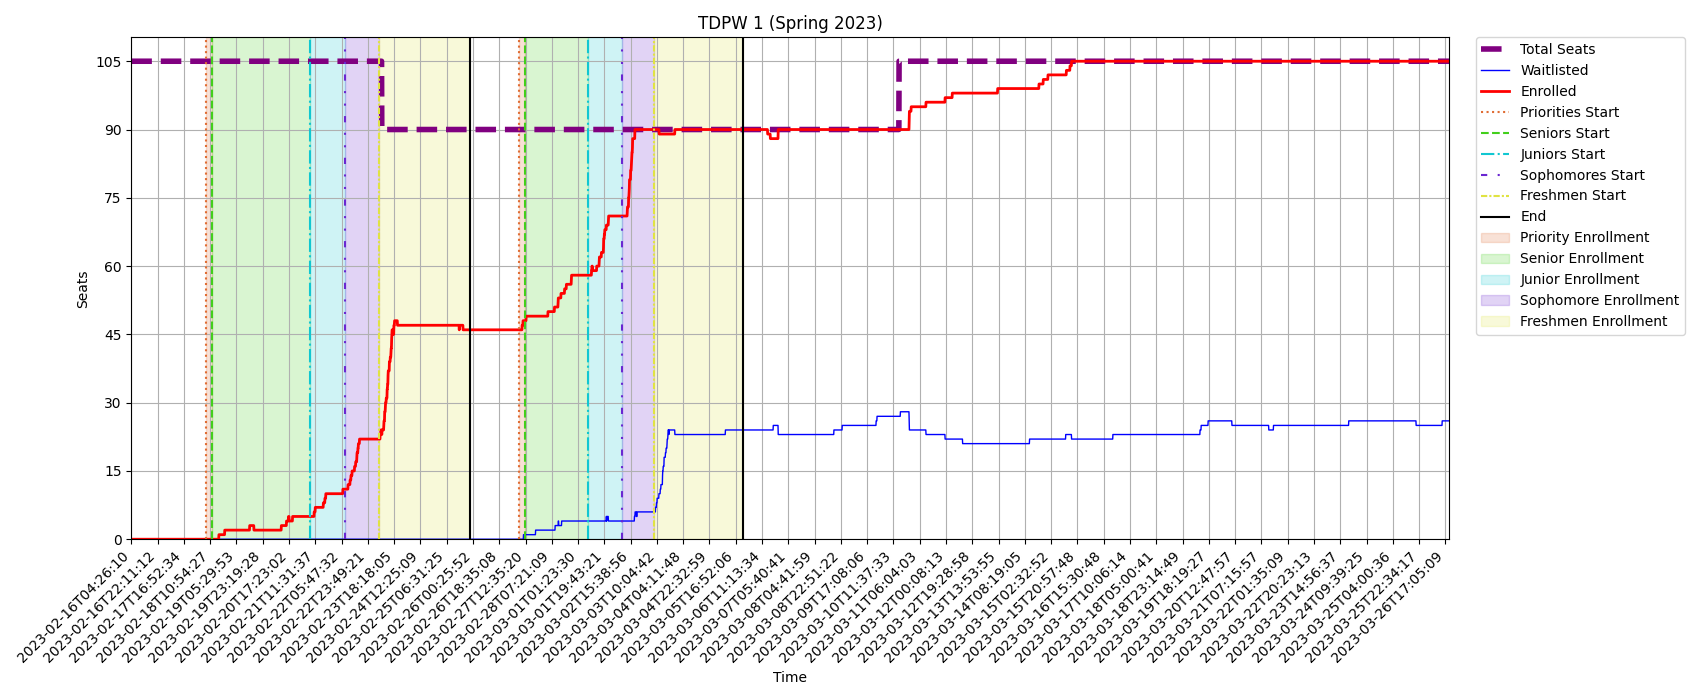 TDPW 1 (Spring 2023)
105
90
75
60
45
30
15
0
Seats
Total Seats
Waitlisted
Enrolled
Priorities Start
Seniors Start
Juniors Start
Sophomores Start
Freshmen Start
End
Priority Enrollment
Senior Enrollment
Junior Enrollment
Sophomore Enrollment
Freshmen Enrollment
2023-02-16T04:26:10
2023-02-16T22:11:12
2023-02-17T16:52:34
2023-02-18T10:54:27
2023-02-19T05:29:53
2023-02-19T23:19:28
2023-02-20T17:23:02
2023-02-21T11:31:37
2023-02-22T05:47:32
2023-02-22T23:49:21
2023-02-23T18:18:05
2023-02-24T12:25:09
2023-02-25T06:31:25
2023-02-26T00:25:52
2023-02-26T18:35:08
2023-02-27T12:35:20
2023-02-28T07:21:09
2023-03-01T01:23:30
2023-03-01T19:43:21
2023-03-02T15:38:56
2023-03-03T10:04:42
2023-03-04T04:11:48
2023-03-04T22:32:59
2023-03-05T16:52:06
2023-03-06T11:13:34
2023-03-07T05:40:41
2023-03-08T04:41:59
2023-03-08T22:51:22
2023-03-09T17:08:06
2023-03-10T11:37:33
2023-03-11T06:04:03
2023-03-12T00:08:13
2023-03-12T19:28:58
2023-03-13T13:53:55
2023-03-14T08:19:05
2023-03-15T02:32:52
2023-03-15T20:57:48
2023-03-16T15:30:48
2023-03-17T10:06:14
2023-03-18T05:00:41
2023-03-18T23:14:49
2023-03-19T18:19:27
2023-03-20T12:47:57
2023-03-21T07:15:57
2023-03-22T01:35:09
2023-03-22T20:23:13
2023-03-23T14:56:37
2023-03-24T09:39:25
2023-03-25T04:00:36
2023-03-25T22:34:17
2023-03-26T17:05:09
Time